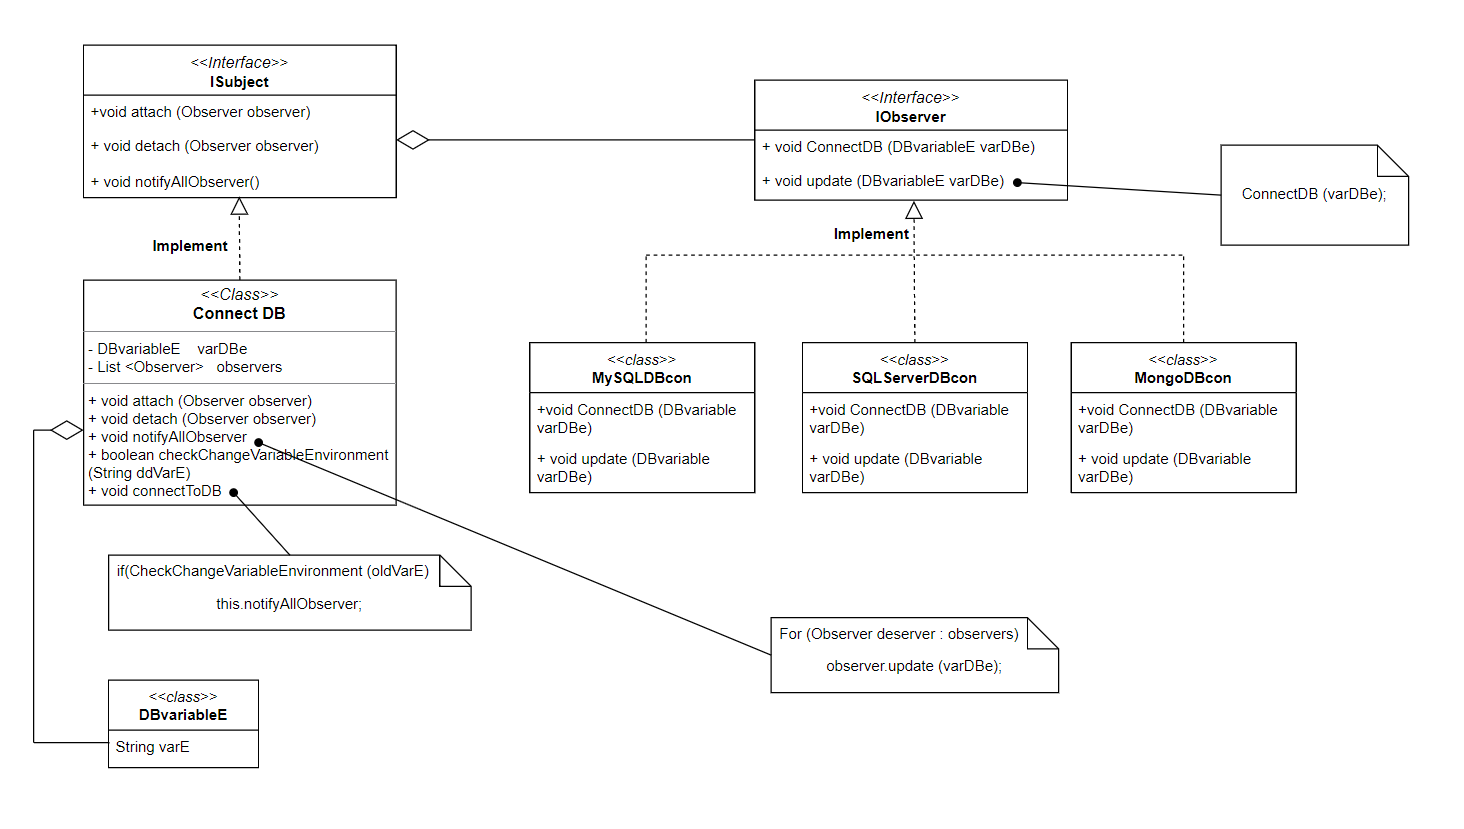 <<Interface>>
ISubject
+void attach (Observer observer)
+ void detach (Observer observer)
+ void notifyAllObserver()
<<Interface>>
IObserver
+ void ConnectDB (DBvariableE varDBe)
+ void update (DBvariableE varDBe)
ConnectDB (varDBe);
Implement
Implement
<<Class>>
Connect DB
- DBvariableE varDBe
- List <Observer> observers
+ void attach (Observer observer)
+ void detach (Observer observer)
+ void notifyAllObserver
+ boolean checkChangeVariableEnvironment
(String ddVarE)
+ void connectToDB
<<class>>
MySQLDBcon
+void ConnectDB (DBvariable
varDBe)
+ void update (DBvariable
varDBe)
<<class>>
SQLServerDBcon
+void ConnectDB (DBvariable
varDBe)
+ void update (DBvariable
varDBe)
<<class>>
MongoDBcon
+void ConnectDB (DBvariable
varDBe)
+ void update (DBvariable
varDBe)
if(CheckChangeVariableEnvironment (oldVarE)
this.notifyAllObserver;
For (Observer deserver : observers)
observer.update (varDBe);
<<class>>
DBvariableE
String varE